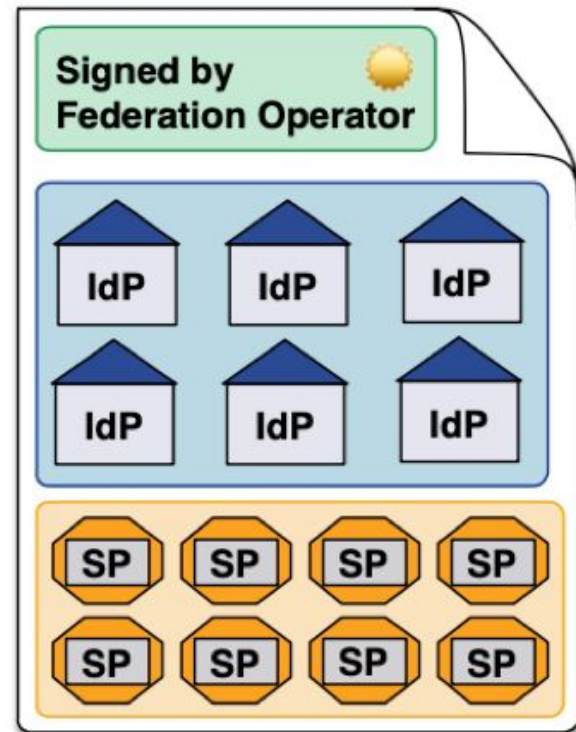 Signed by
Federation Operator
IdP IdP IdP
IdP IdP IdP
SP SP SP SP
SP SP SP SP